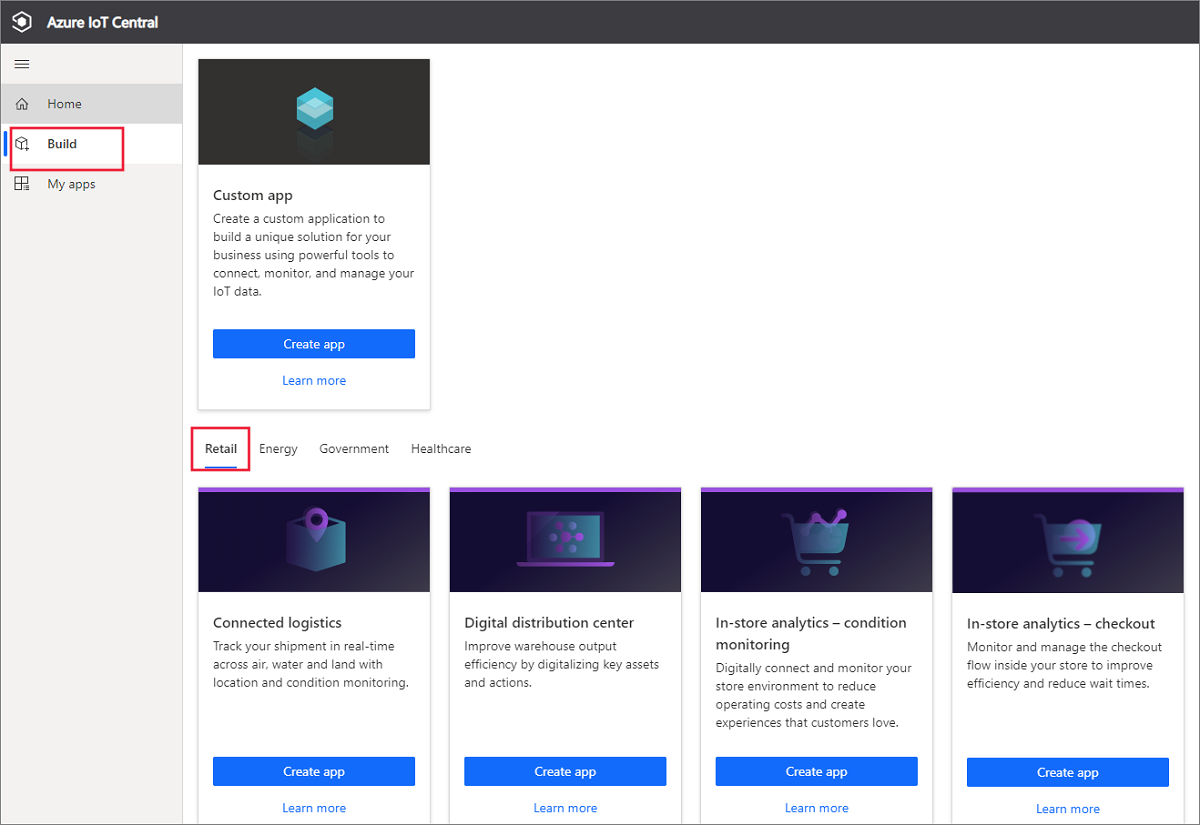 Azure IoT Central
Home
Build
My apps
Custom app
Create a custom application to
build a unique solution for your
business using powerful tools to
connect, monitor, and manage your
IoT data.
Create app
Learn more
Retail
Energy
Government
Healthcare
Connected logistics
Track your shipment in real-time
across air, water and land with
location and condition monitoring.
Create app
Learn more
Digital distribution center
Improve warehouse output
efficiency by digitalizing key assets
and actions.
Create app
Learn more
In-store analytics – condition
monitoring
Digitally connect and monitor your
store environment to reduce
operating costs and create
experiences that customers love.
Create app
Learn more
In-store analytics – checkout
Monitor and manage the checkout
flow inside your store to improve
efficiency and reduce wait times.
Create app
Learn more